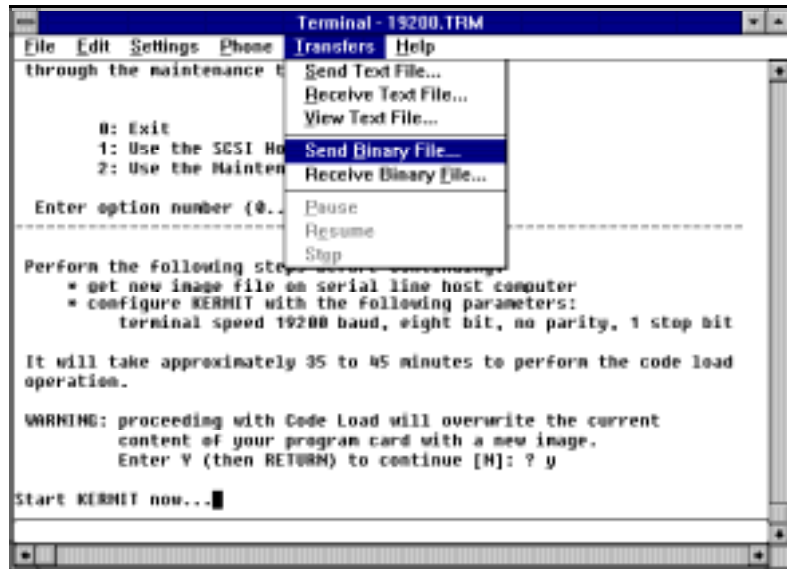 Terminal - 19200.TRM
File Edit Settings Phone Transfers Help
Send Text File...
Receive Text File...
View Text File...
Send Binary File...
Receive Binary File...
Pause
Resume
Stop
through the maintenance t
0: Exit
1: Use the SCSI Ho
2: Use the Mainten
Enter option number (0..
Perform the following steps before continuing:
* get new image file on serial line host computer
* configure KERMIT with the following parameters:
terminal speed 19200 baud, eight bit, no parity, 1 stop bit
It will take approximately 35 to 45 minutes to perform the code load
operation.
WARNING: proceeding with Code Load will overwrite the current
content of your program card with a new image.
Enter Y (then RETURN) to continue [N]: ? y
Start KERMIT now...